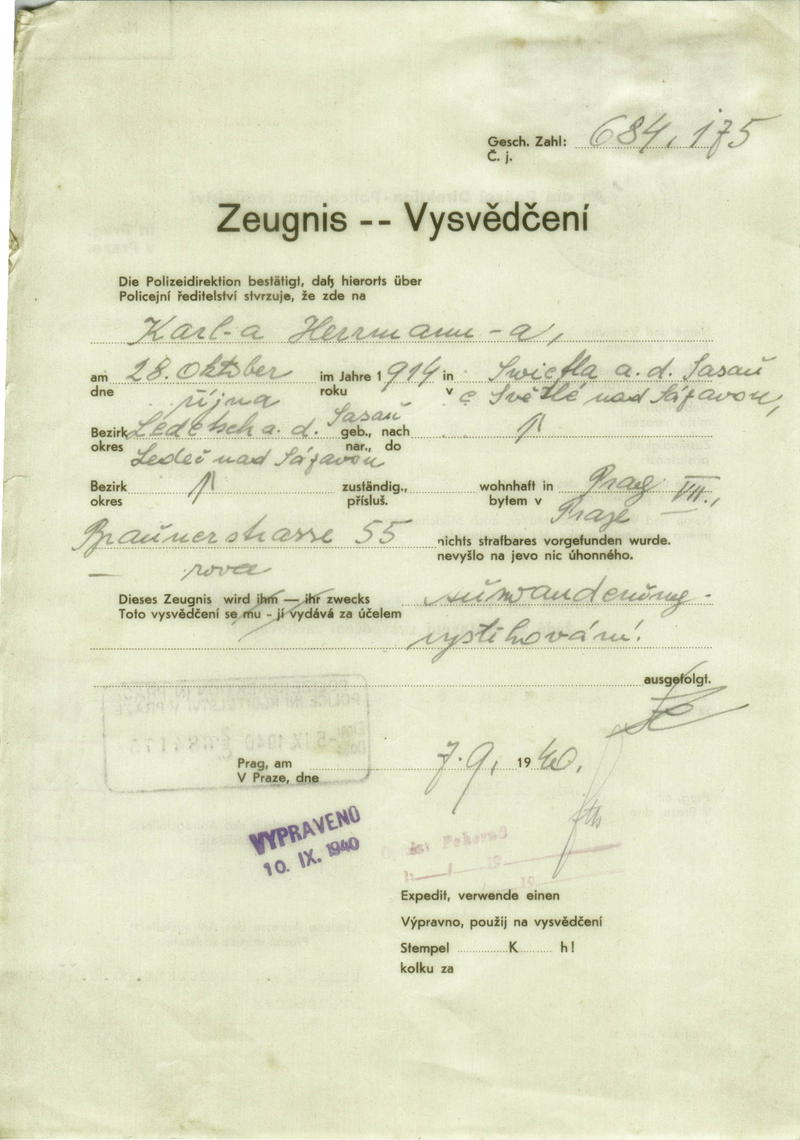 Gesch. Zahl: 684,175
Č. j.
Zeugnis -- Vysvědčení
Die Polizeidirektion bestätigt, daß hierorts über
Policejní ředitelství stvrzuje, že zde na
Karl-a Herrmann-a,
am 28. Oktober im Jahre 1914 in Swietla a. d. Sasau
dne října roku v Světlé nad Sázavou,
Bezirk Ledetsch a. d. Sasau geb., nach
okres Ledeč nad Sázavou nar., do
Bezirk zuständig., wohnhaft in Prag VII.,
okres přísluš. bytem v Praze
Braunerstrasse 55 nichts strafbares vorgefunden wurde.
nevyšlo na jevo nic úhonného.
— rova
Dieses Zeugnis wird ihm — ihr zwecks Auswanderung -
Toto vysvědčení se mu - jí vydává za účelem
vystěhování.
ausgefolgt.
Prag, am 7.9. 1940.
V Praze, dne
VYPRAVENO
10. IX. 1940
Expedit, verwende einen
Výpravno, použij na vysvědčení
Stempel K h!
kolku za